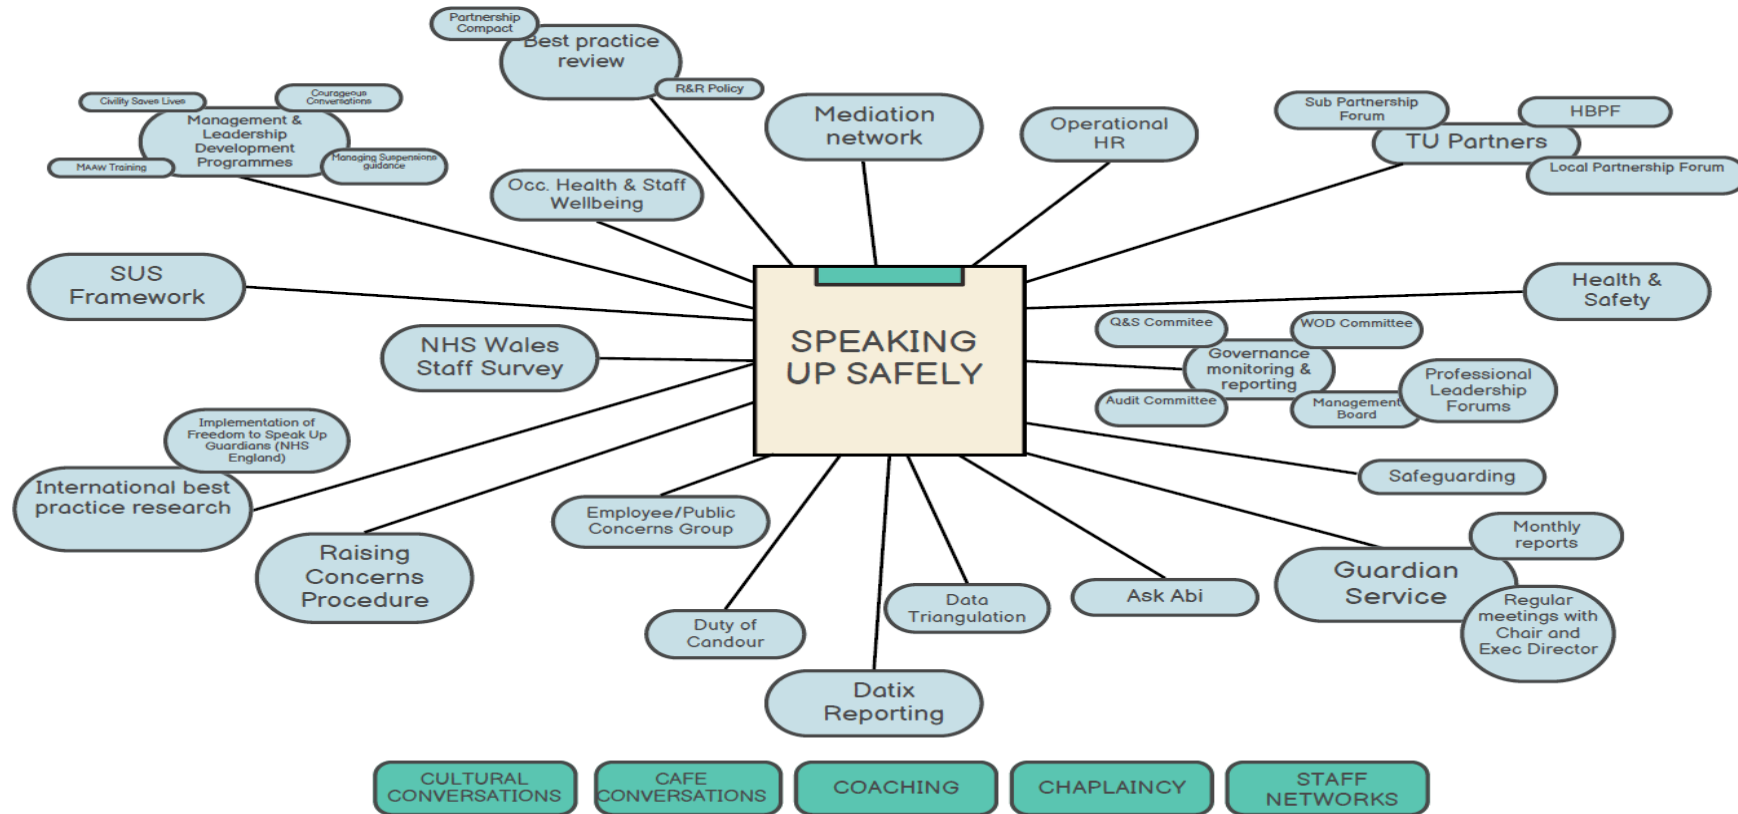 Partnership
Compact
Best practice
review
R&R Policy
Civility Saves Lives
Courageous
Conversations
Management &
Leadership
Development
Programmes
MAAW Training
Managing Suspensions
guidance
Mediation
network
Operational
HR
Sub Partnership
Forum
HBPF
TU Partners
Local Partnership Forum
Occ. Health & Staff
Wellbeing
SUS
Framework
Health &
Safety
NHS Wales
Staff Survey
SPEAKING
UP SAFELY
Q&S Commitee
WOD Committee
Governance
monitoring &
reporting
Audit Committee
Management
Board
Professional
Leadership
Forums
Implementation of
Freedom to Speak Up
Guardians (NHS
England)
International best
practice research
Safeguarding
Raising
Concerns
Procedure
Employee/Public
Concerns Group
Monthly
reports
Guardian
Service
Regular
meetings with
Chair and
Exec Director
Duty of
Candour
Data
Triangulation
Ask Abi
Datix
Reporting
CULTURAL
CONVERSATIONS
CAFE
CONVERSATIONS
COACHING
CHAPLAINCY
STAFF
NETWORKS